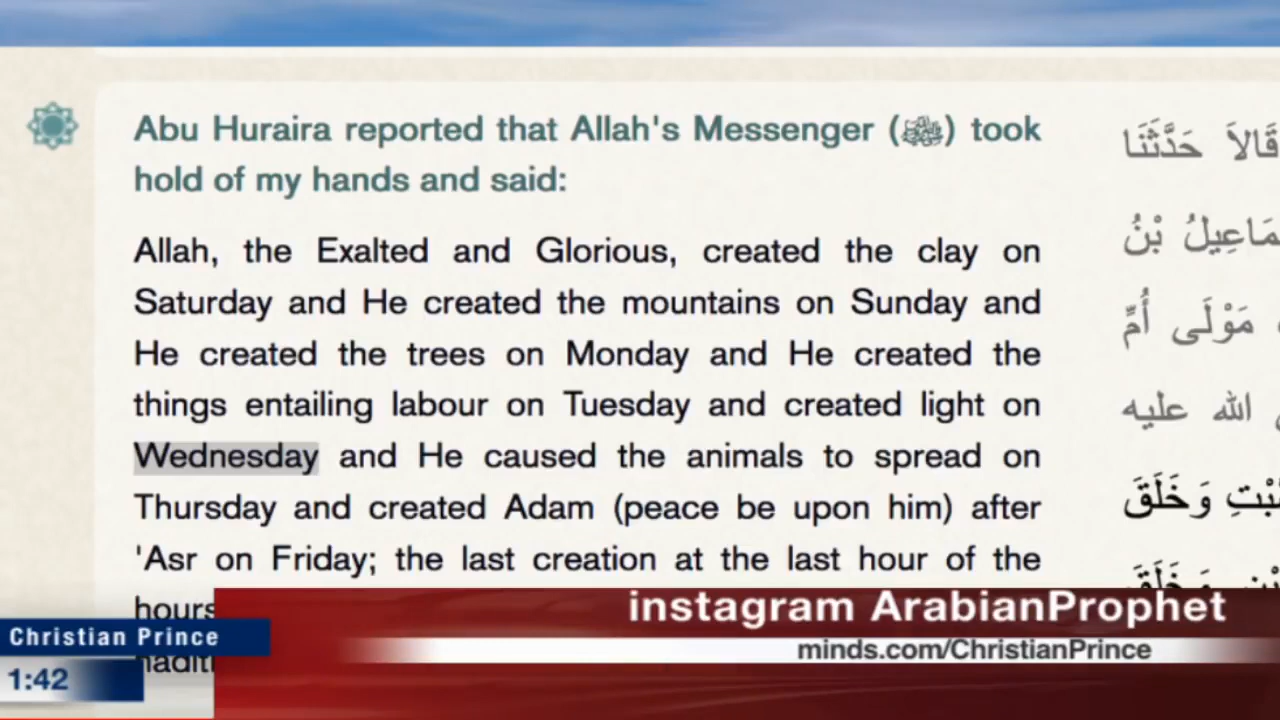 Abu Huraira reported that Allah's Messenger (ﷺ) took
hold of my hands and said:
Allah, the Exalted and Glorious, created the clay on
Saturday and He created the mountains on Sunday and
He created the trees on Monday and He created the
things entailing labour on Tuesday and created light on
Wednesday and He caused the animals to spread on
Thursday and created Adam (peace be upon him) after
'Asr on Friday; the last creation at the last hour of the
hours
قَالاَ حَدَّثَنَا
بْنُ
مَوْلَى أُمِّ
الله عليه
وَخَلَقَ
وَخَلَقَ
instagram ArabianProphet
minds.com/ChristianPrince
Christian Prince
1:42